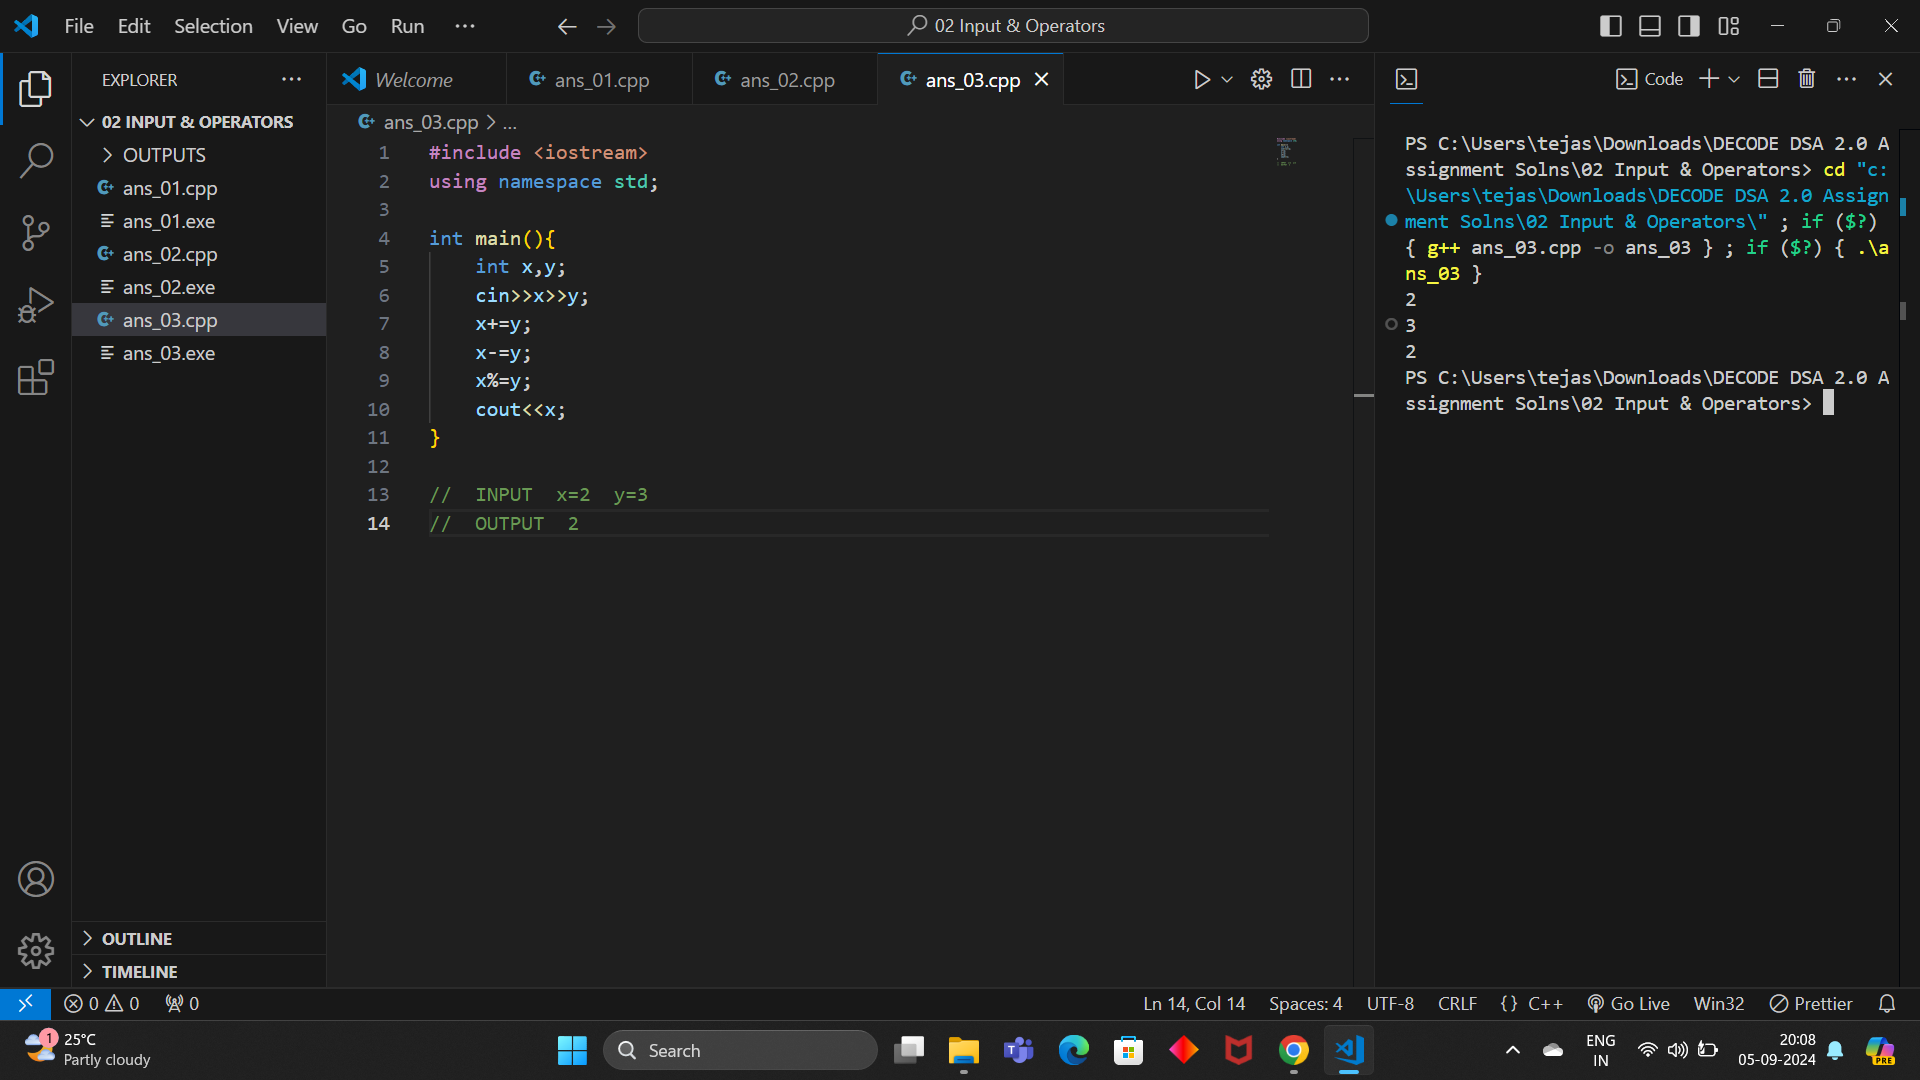 File Edit Selection View Go Run ···
02 Input & Operators
EXPLORER ···
Welcome ans_01.cpp ans_02.cpp ans_03.cpp
Code
02 INPUT & OPERATORS
OUTPUTS
ans_01.cpp
ans_01.exe
ans_02.cpp
ans_02.exe
ans_03.cpp
ans_03.exe
OUTLINE
TIMELINE
ans_03.cpp > ...
1 #include <iostream>
2 using namespace std;
3
4 int main(){
5 int x,y;
6 cin>>x>>y;
7 x+=y;
8 x-=y;
9 x%=y;
10 cout<<x;
11 }
12
13 // INPUT x=2 y=3
14 // OUTPUT 2
PS C:\Users\tejas\Downloads\DECODE DSA 2.0 A
ssignment Solns\02 Input & Operators> cd "c:
\Users\tejas\Downloads\DECODE DSA 2.0 Assign
ment Solns\02 Input & Operators\" ; if ($?)
{ g++ ans_03.cpp -o ans_03 } ; if ($?) { .\a
ns_03 }
2
3
2
PS C:\Users\tejas\Downloads\DECODE DSA 2.0 A
ssignment Solns\02 Input & Operators>
0 0 0 Ln 14, Col 14 Spaces: 4 UTF-8 CRLF {} C++ Go Live Win32 Prettier
1
25°C
Partly cloudy
Search
ENG
IN
20:08
05-09-2024
PRE